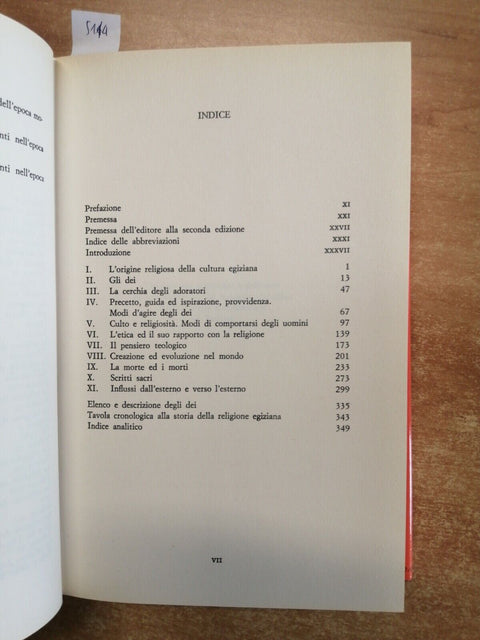 dell'epoca mo-
nti nell'epoca
nti nell'epoca
INDICE
Prefazione XI
Premessa XXI
Premessa dell'editore alla seconda edizione XXVII
Indice delle abbreviazioni XXXI
Introduzione XXXVII
I. L'origine religiosa della cultura egiziana 1
II. Gli dei 13
III. La cerchia degli adoratori 47
IV. Precetto, guida ed ispirazione, provvidenza.
Modi d'agire degli dei 67
V. Culto e religiosità. Modi di comportarsi degli uomini 97
VI. L'etica ed il suo rapporto con la religione 139
VII. Il pensiero teologico 173
VIII. Creazione ed evoluzione nel mondo 201
IX. La morte ed i morti 233
X. Scritti sacri 273
XI. Influssi dall'esterno e verso l'esterno 299
Elenco e descrizione degli dei 335
Tavola cronologica alla storia della religione egiziana 343
Indice analitico 349
VII